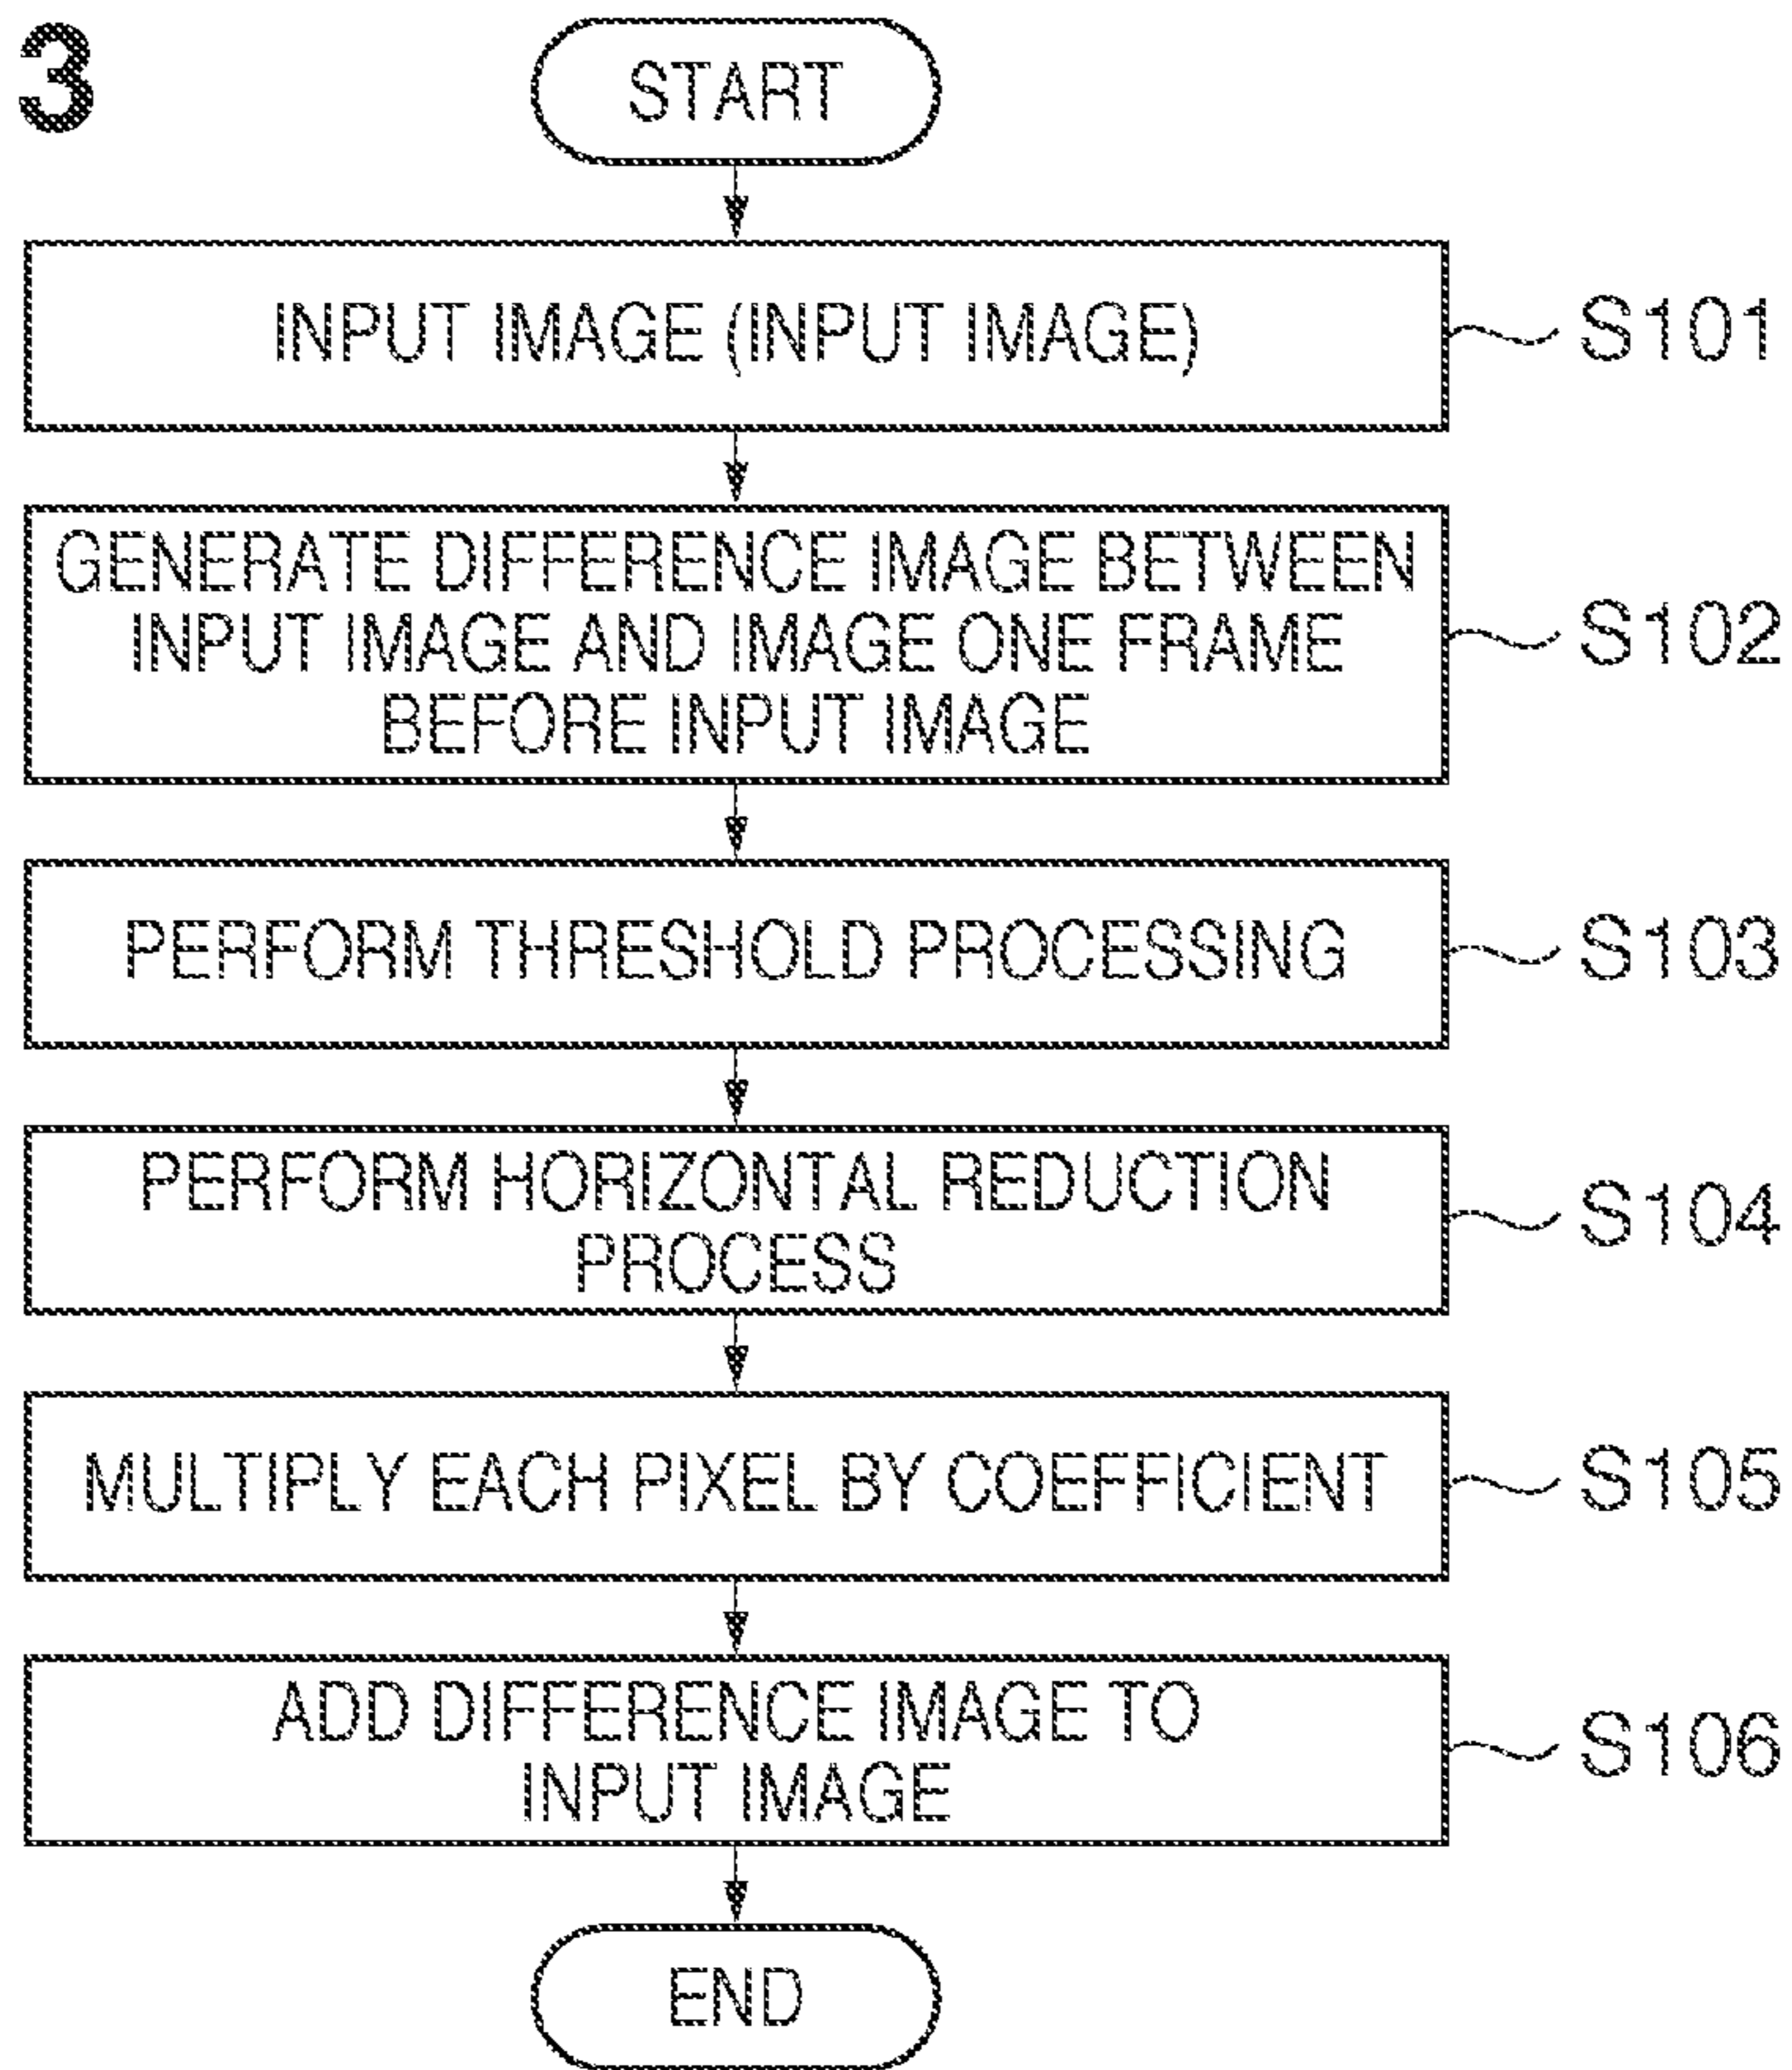 3
START
INPUT IMAGE (INPUT IMAGE)
S101
GENERATE DIFFERENCE IMAGE BETWEEN
INPUT IMAGE AND IMAGE ONE FRAME
BEFORE INPUT IMAGE
S102
PERFORM THRESHOLD PROCESSING
S103
PERFORM HORIZONTAL REDUCTION
PROCESS
S104
MULTIPLY EACH PIXEL BY COEFFICIENT
S105
ADD DIFFERENCE IMAGE TO
INPUT IMAGE
S106
END